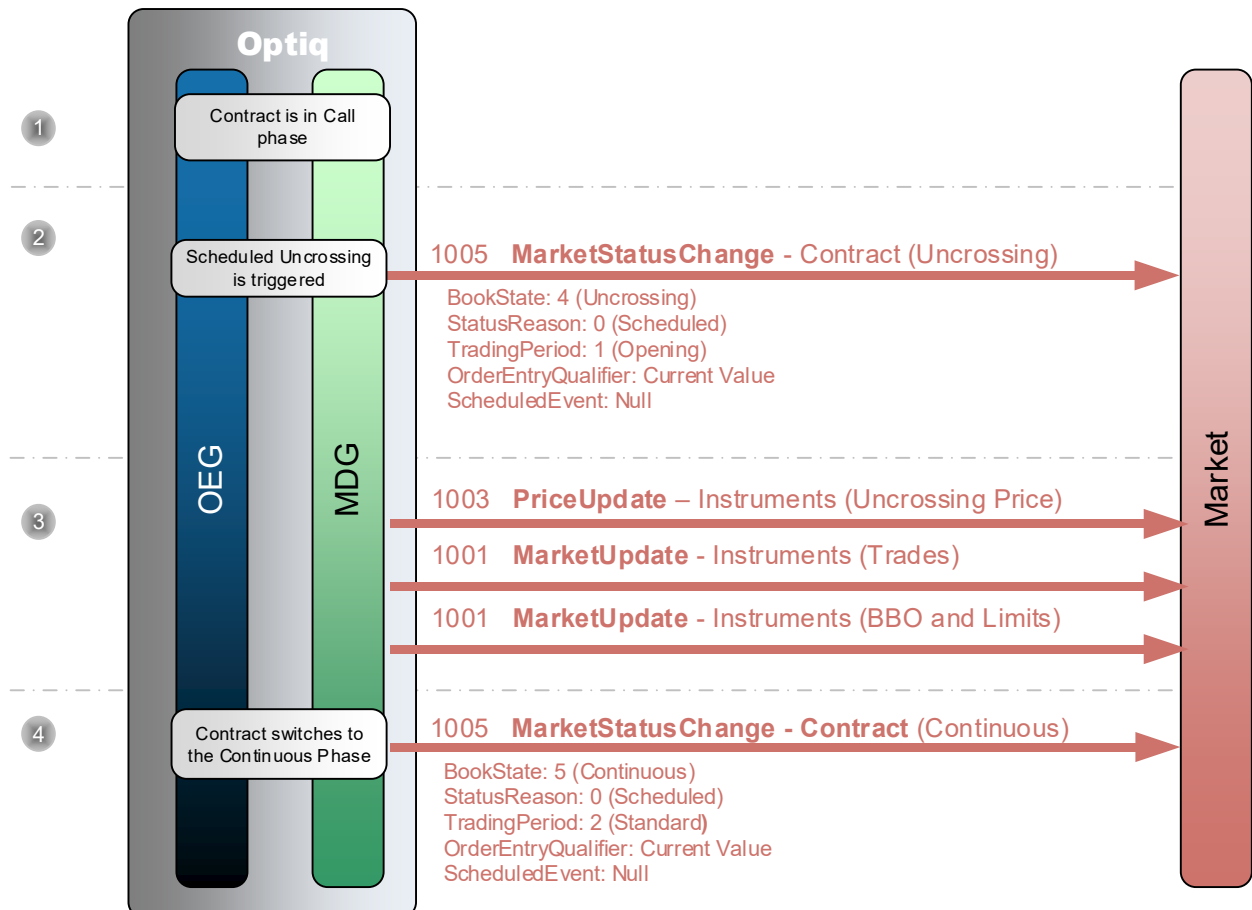 Optiq
1
Contract is in Call
phase
2
Scheduled Uncrossing
is triggered
1005 MarketStatusChange - Contract (Uncrossing)
BookState: 4 (Uncrossing)
StatusReason: 0 (Scheduled)
TradingPeriod: 1 (Opening)
OrderEntryQualifier: Current Value
ScheduledEvent: Null
OEG
MDG
Market
3
1003 PriceUpdate – Instruments (Uncrossing Price)
1001 MarketUpdate - Instruments (Trades)
1001 MarketUpdate - Instruments (BBO and Limits)
4
Contract switches to
the Continuous Phase
1005 MarketStatusChange - Contract (Continuous)
BookState: 5 (Continuous)
StatusReason: 0 (Scheduled)
TradingPeriod: 2 (Standard)
OrderEntryQualifier: Current Value
ScheduledEvent: Null